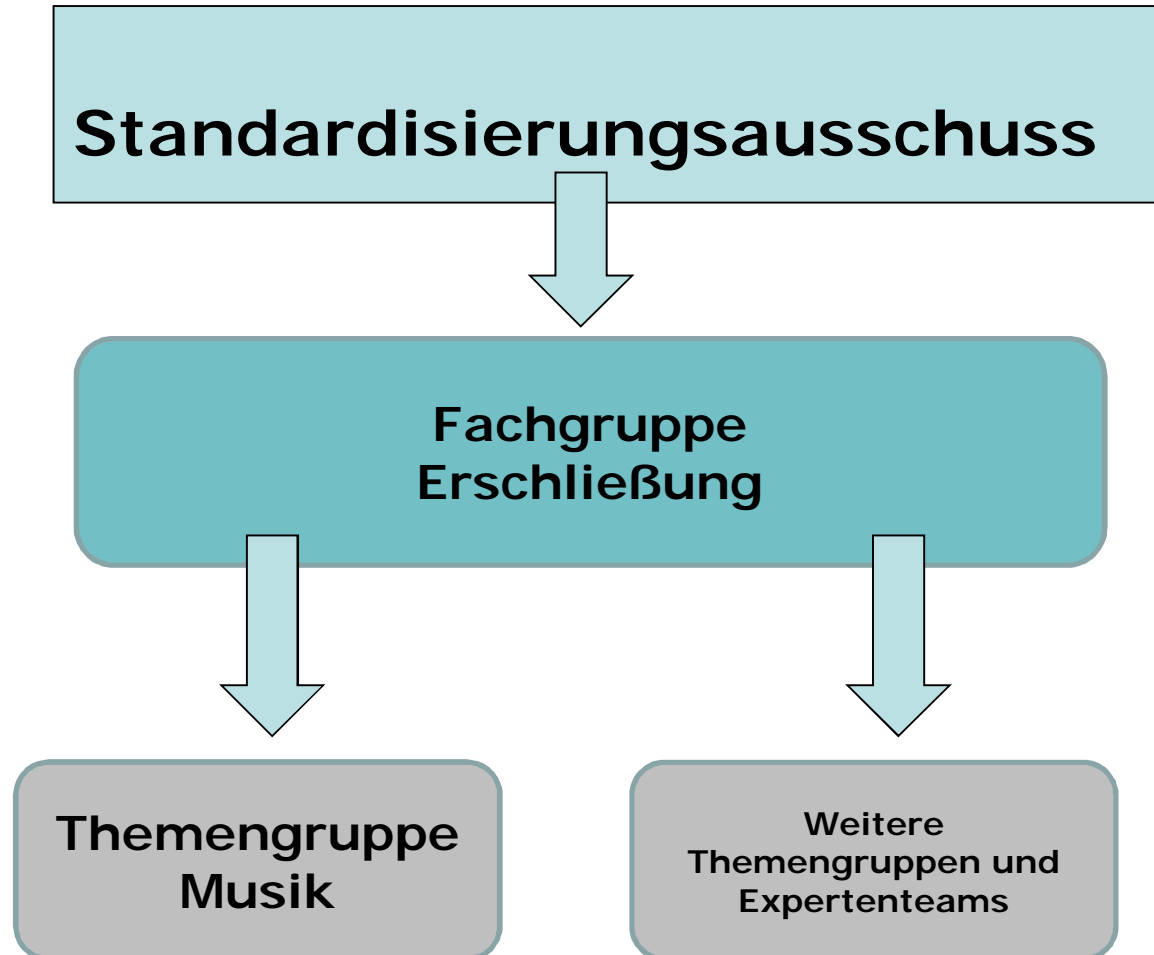 Standardisierungsausschuss
Fachgruppe
Erschließung
Themengruppe
Musik
Weitere
Themengruppen und
Expertenteams